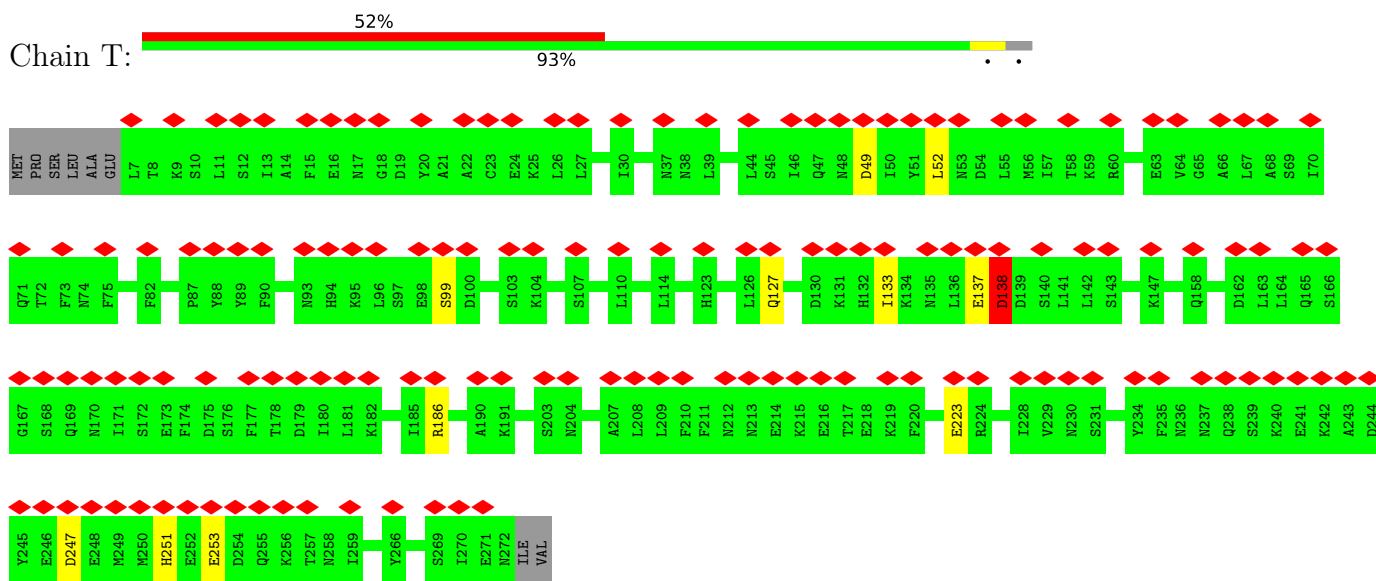 52%
Chain T:
93%
. .
MET PRO SER LEU ALA GLU L7 T8 K9 S10 L11 S12 I13 A14 F15 E16 N17 G18 D19 Y20 A21 A22 C23 E24 K25 L26 L27 I30 N37 N38 L39 L44 S45 I46 Q47 N48 D49 I50 Y51 L52 N53 D54 L55 M56 I57 T58 K59 R60 E63 V64 G65 A66 L67 A68 S69 I70
Q71 T72 F73 N74 F75 F82 P87 Y88 Y89 F90 N93 H94 K95 L96 S97 E98 S99 D100 S103 K104 S107 L110 L114 H123 L126 Q127 D130 K131 H132 I133 K134 N135 L136 E137 D138 D139 S140 L141 L142 S143 K147 Q158 D162 L163 L164 Q165 S166
G167 S168 Q169 N170 I171 S172 E173 F174 D175 S176 F177 T178 D179 I180 L181 K182 I185 R186 A190 K191 S203 N204 A207 L208 L209 F210 F211 N212 N213 E214 K215 E216 T217 E218 K219 F220 E223 R224 I228 V229 N230 S231 Y234 F235 N236 N237 Q238 S239 K240 E241 K242 A243 D244
Y245 E246 D247 E248 M249 M250 H251 E252 E253 D254 Q255 K256 T257 N258 I259 Y266 S269 I270 E271 N272 ILE VAL